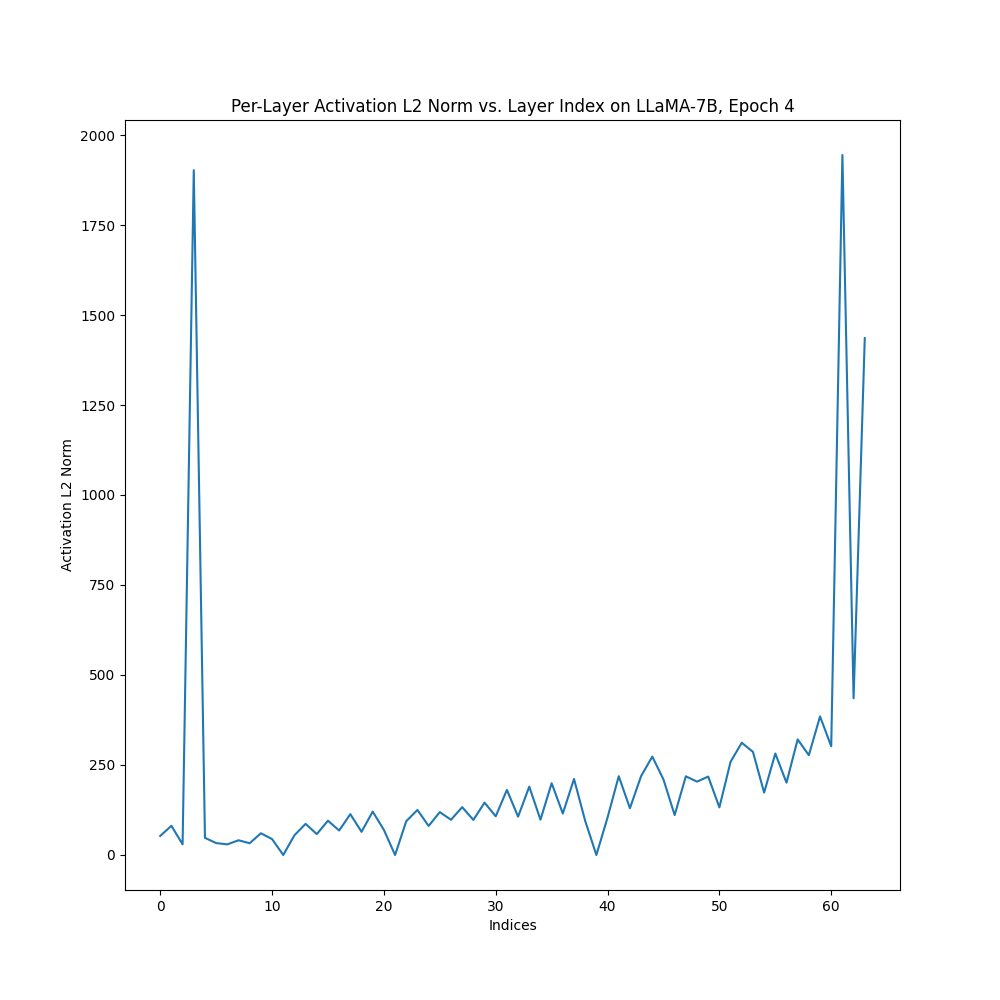 Per-Layer Activation L2 Norm vs. Layer Index on LLaMA-7B, Epoch 4
2000
1750
1500
1250
1000
750
500
250
0
Activation L2 Norm
0 10 20 30 40 50 60
Indices